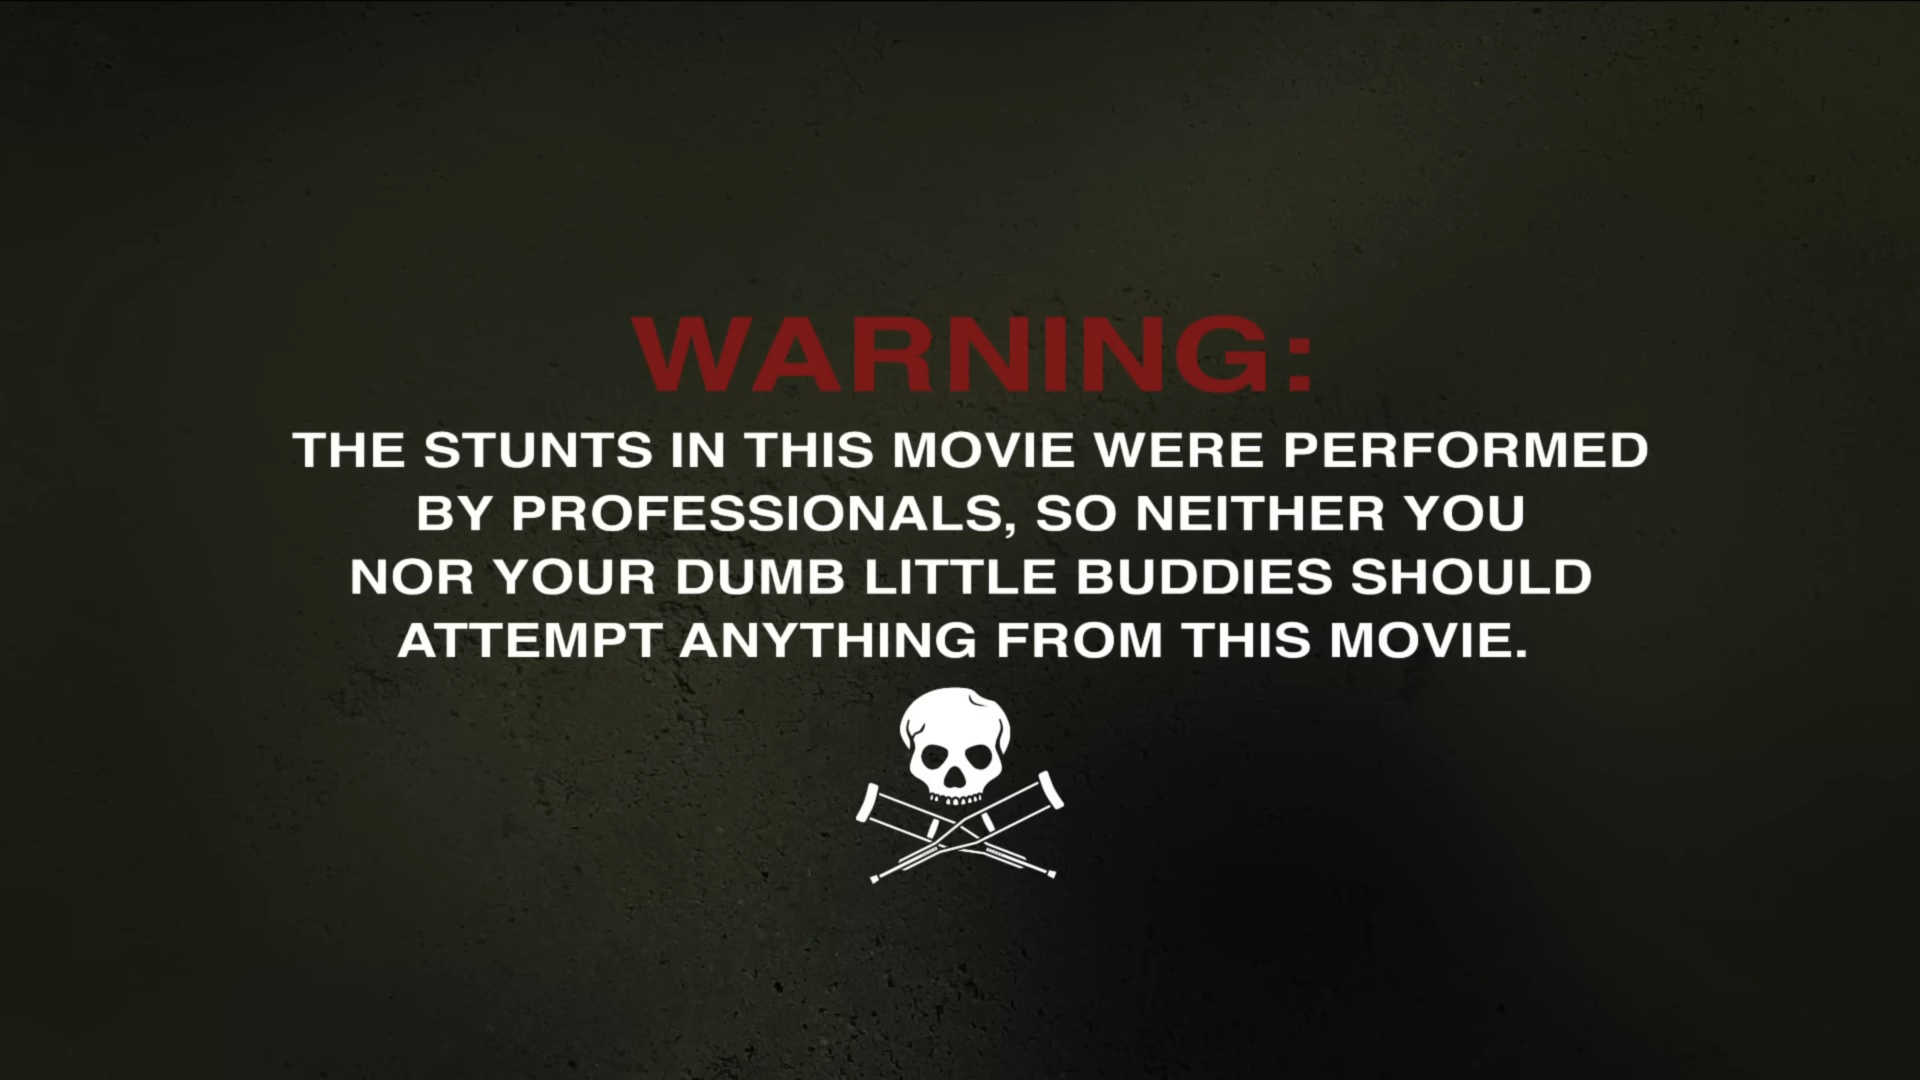 WARNING:
THE STUNTS IN THIS MOVIE WERE PERFORMED
BY PROFESSIONALS, SO NEITHER YOU
NOR YOUR DUMB LITTLE BUDDIES SHOULD
ATTEMPT ANYTHING FROM THIS MOVIE.